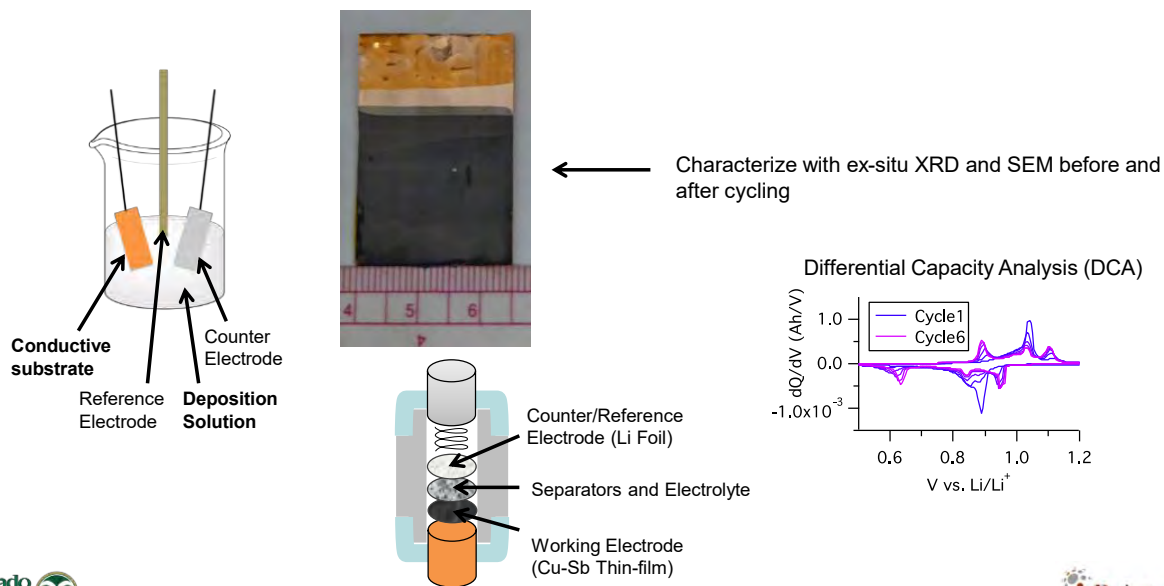 Characterize with ex-situ XRD and SEM before and
after cycling
4 5 6
Conductive
substrate
Reference
Electrode
Counter
Electrode
Deposition
Solution
Counter/Reference
Electrode (Li Foil)
Separators and Electrolyte
Working Electrode
(Cu-Sb Thin-film)
Differential Capacity Analysis (DCA)
dQ/dV (Ah/V)
1.0
0.0
-1.0x10⁻³
Cycle1
Cycle6
0.6 0.8 1.0 1.2
V vs. Li/Li⁺